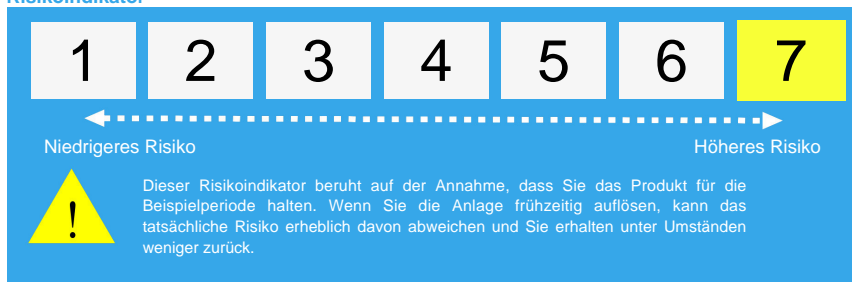 Risikoindikator
1 2 3 4 5 6 7
Niedrigeres Risiko Höheres Risiko
! Dieser Risikoindikator beruht auf der Annahme, dass Sie das Produkt für die
Beispielperiode halten. Wenn Sie die Anlage frühzeitig auflösen, kann das
tatsächliche Risiko erheblich davon abweichen und Sie erhalten unter Umständen
weniger zurück.